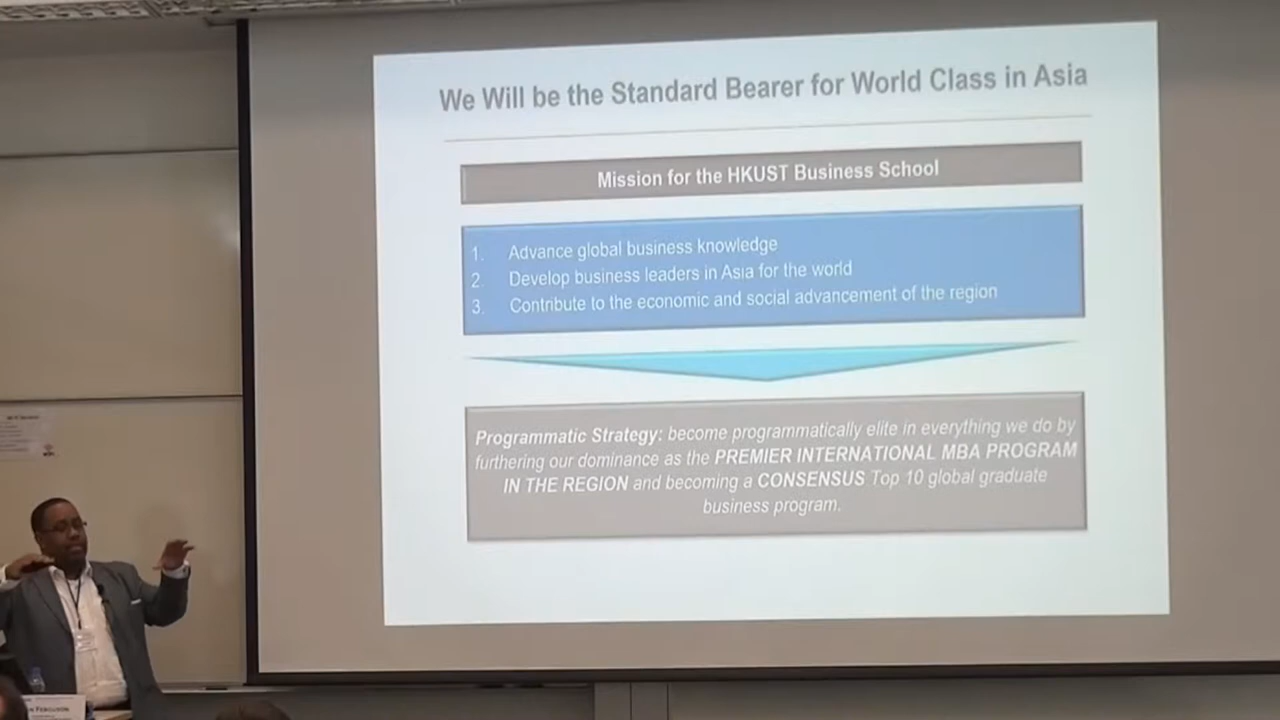 We Will be the Standard Bearer for World Class in Asia
Mission for the HKUST Business School
1. Advance global business knowledge
2. Develop business leaders in Asia for the world
3. Contribute to the economic and social advancement of the region
Programmatic Strategy: become programmatically elite in everything we do by
furthering our dominance as the PREMIER INTERNATIONAL MBA PROGRAM
IN THE REGION and becoming a CONSENSUS Top 10 global graduate
business program.
FERGUSON